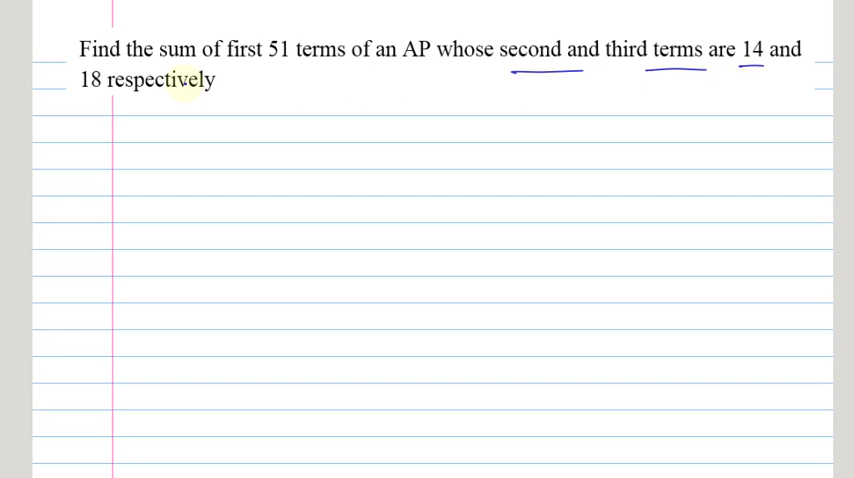 Find the sum of first 51 terms of an AP whose second and third terms are 14 and
18 respectively